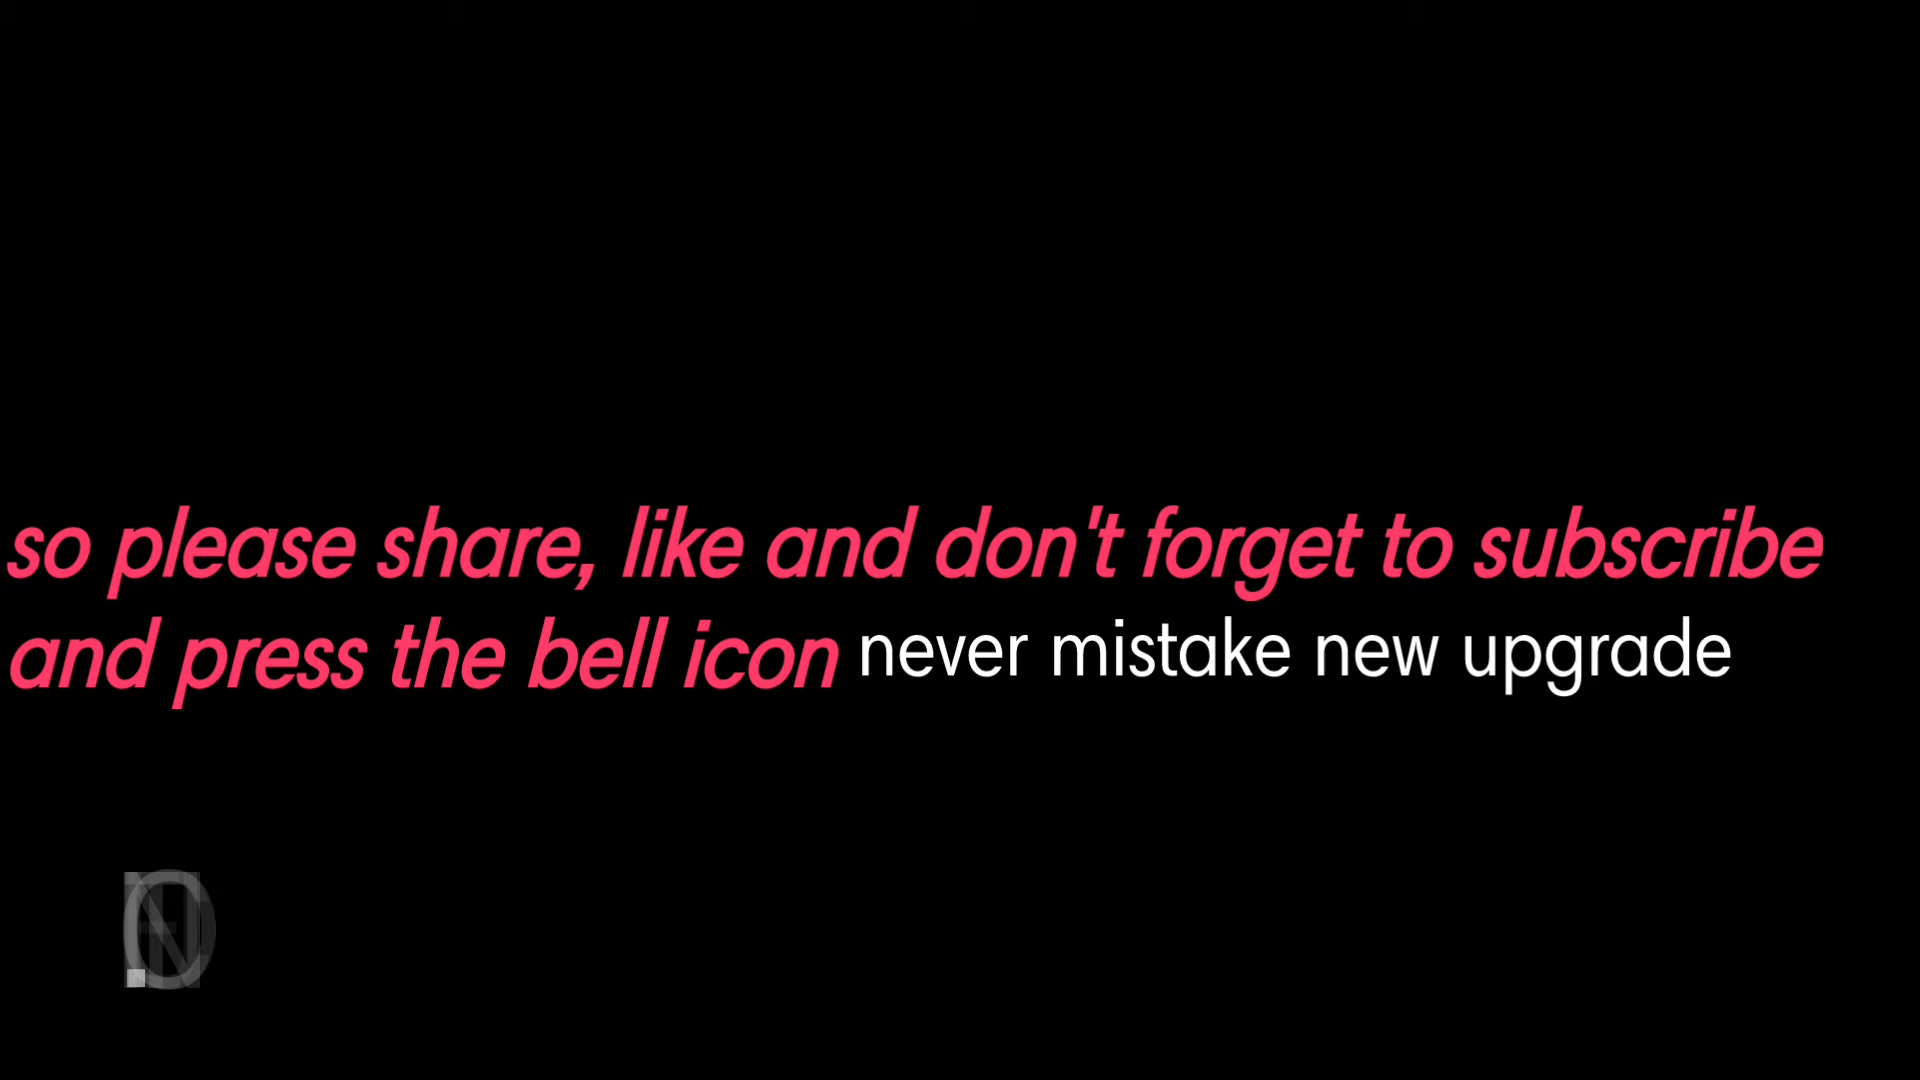 so please share, like and don't forget to subscribe
and press the bell icon never mistake new upgrade